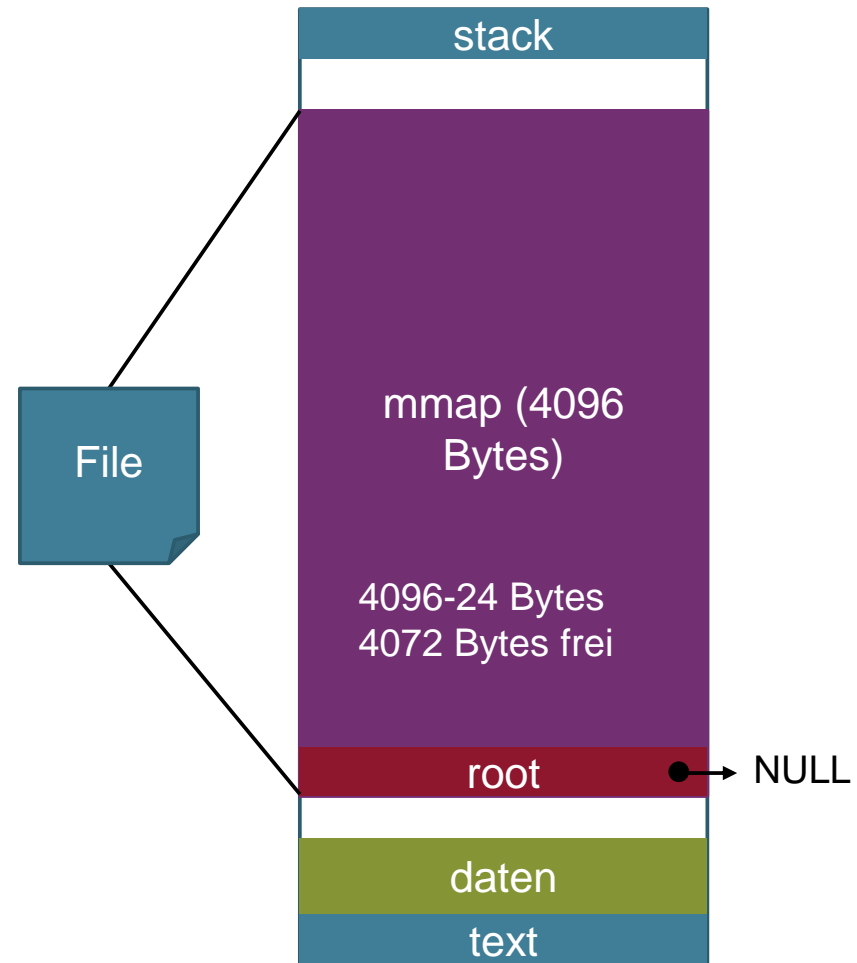 stack
File
mmap (4096
Bytes)
4096-24 Bytes
4072 Bytes frei
root
NULL
daten
text